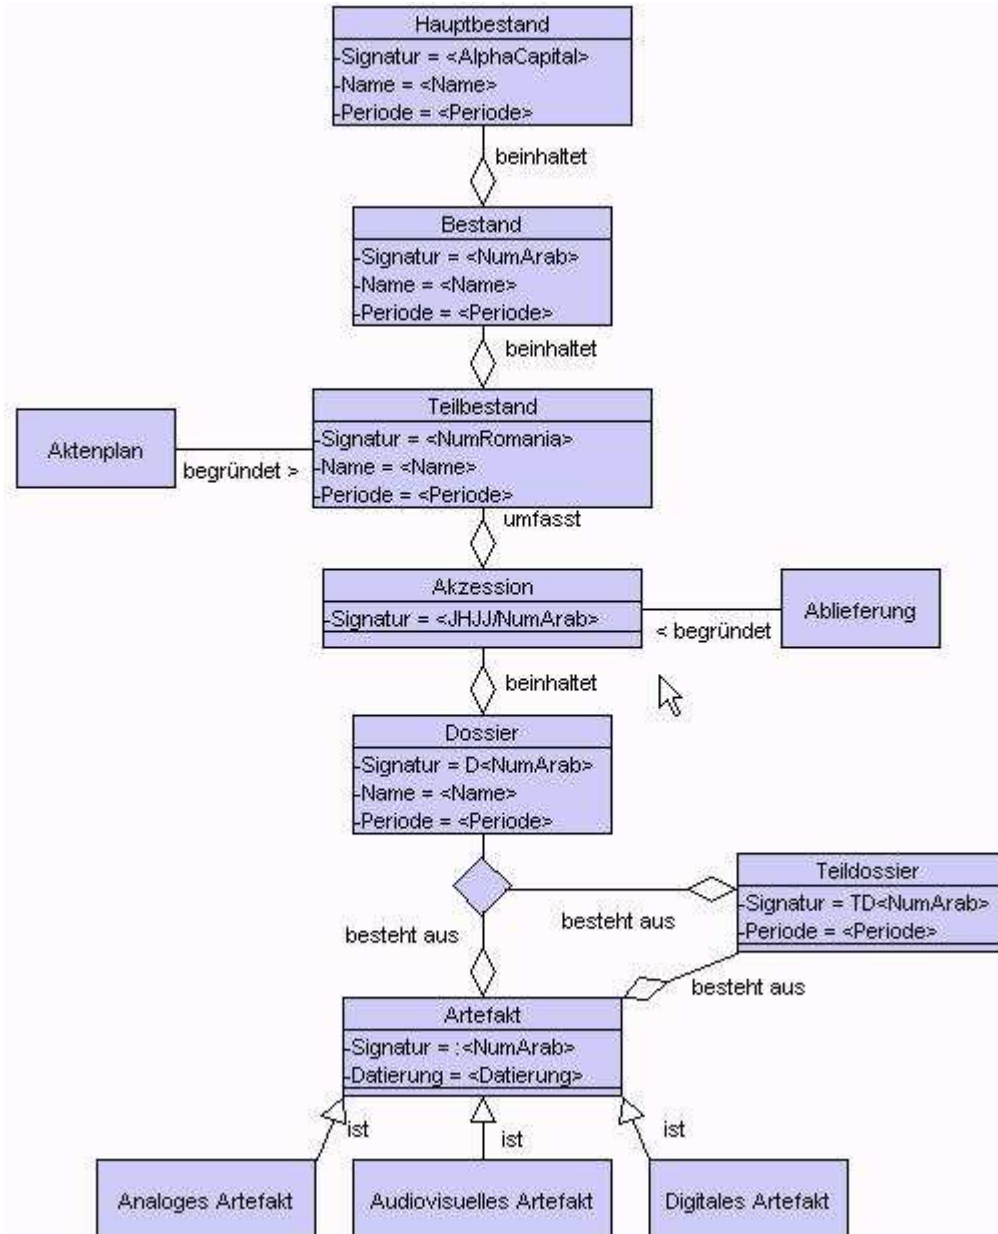 Hauptbestand
-Signatur = <AlphaCapital>
-Name = <Name>
-Periode = <Periode>
beinhaltet
Bestand
-Signatur = <NumArab>
-Name = <Name>
-Periode = <Periode>
beinhaltet
Teilbestand
-Signatur = <NumRomania>
-Name = <Name>
-Periode = <Periode>
Aktenplan
begründet >
umfasst
Akzession
-Signatur = <JHJJ/NumArab>
Ablieferung
< begründet
beinhaltet
Dossier
-Signatur = D<NumArab>
-Name = <Name>
-Periode = <Periode>
Teildossier
-Signatur = TD<NumArab>
-Periode = <Periode>
besteht aus
besteht aus
besteht aus
Artefakt
-Signatur = :<NumArab>
-Datierung = <Datierung>
ist
ist
ist
Analoges Artefakt
Audiovisuelles Artefakt
Digitales Artefakt